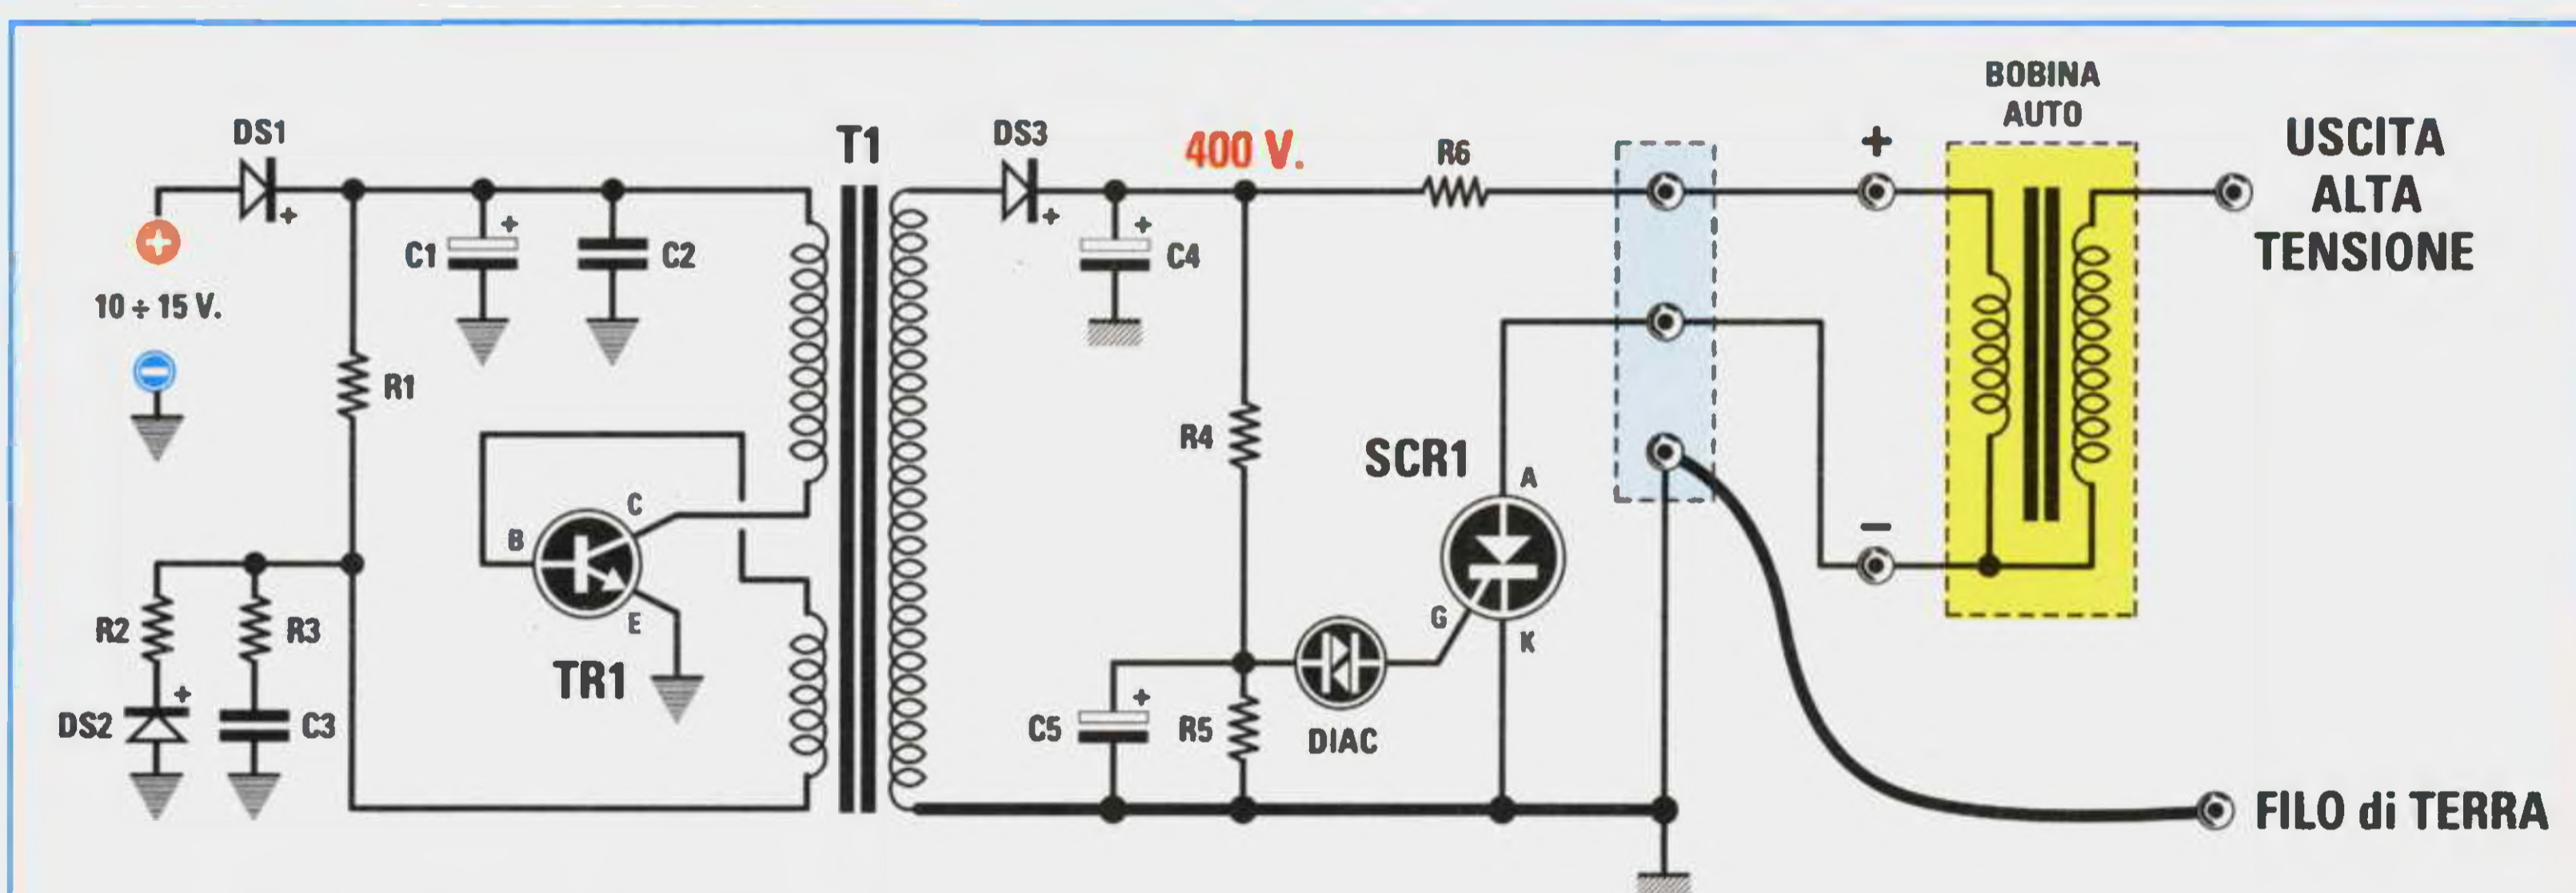 BOBINA
AUTO
DS1
T1
DS3
400 V.
R6
+
USCITA
ALTA
TENSIONE
+
+
+
C1
+
C2
+
C4
10 ÷ 15 V.
R1
R4
SCR1
A
C
B
G
−
E
K
R2
R3
TR1
+
DS2
C3
+
C5
R5
DIAC
FILO di TERRA